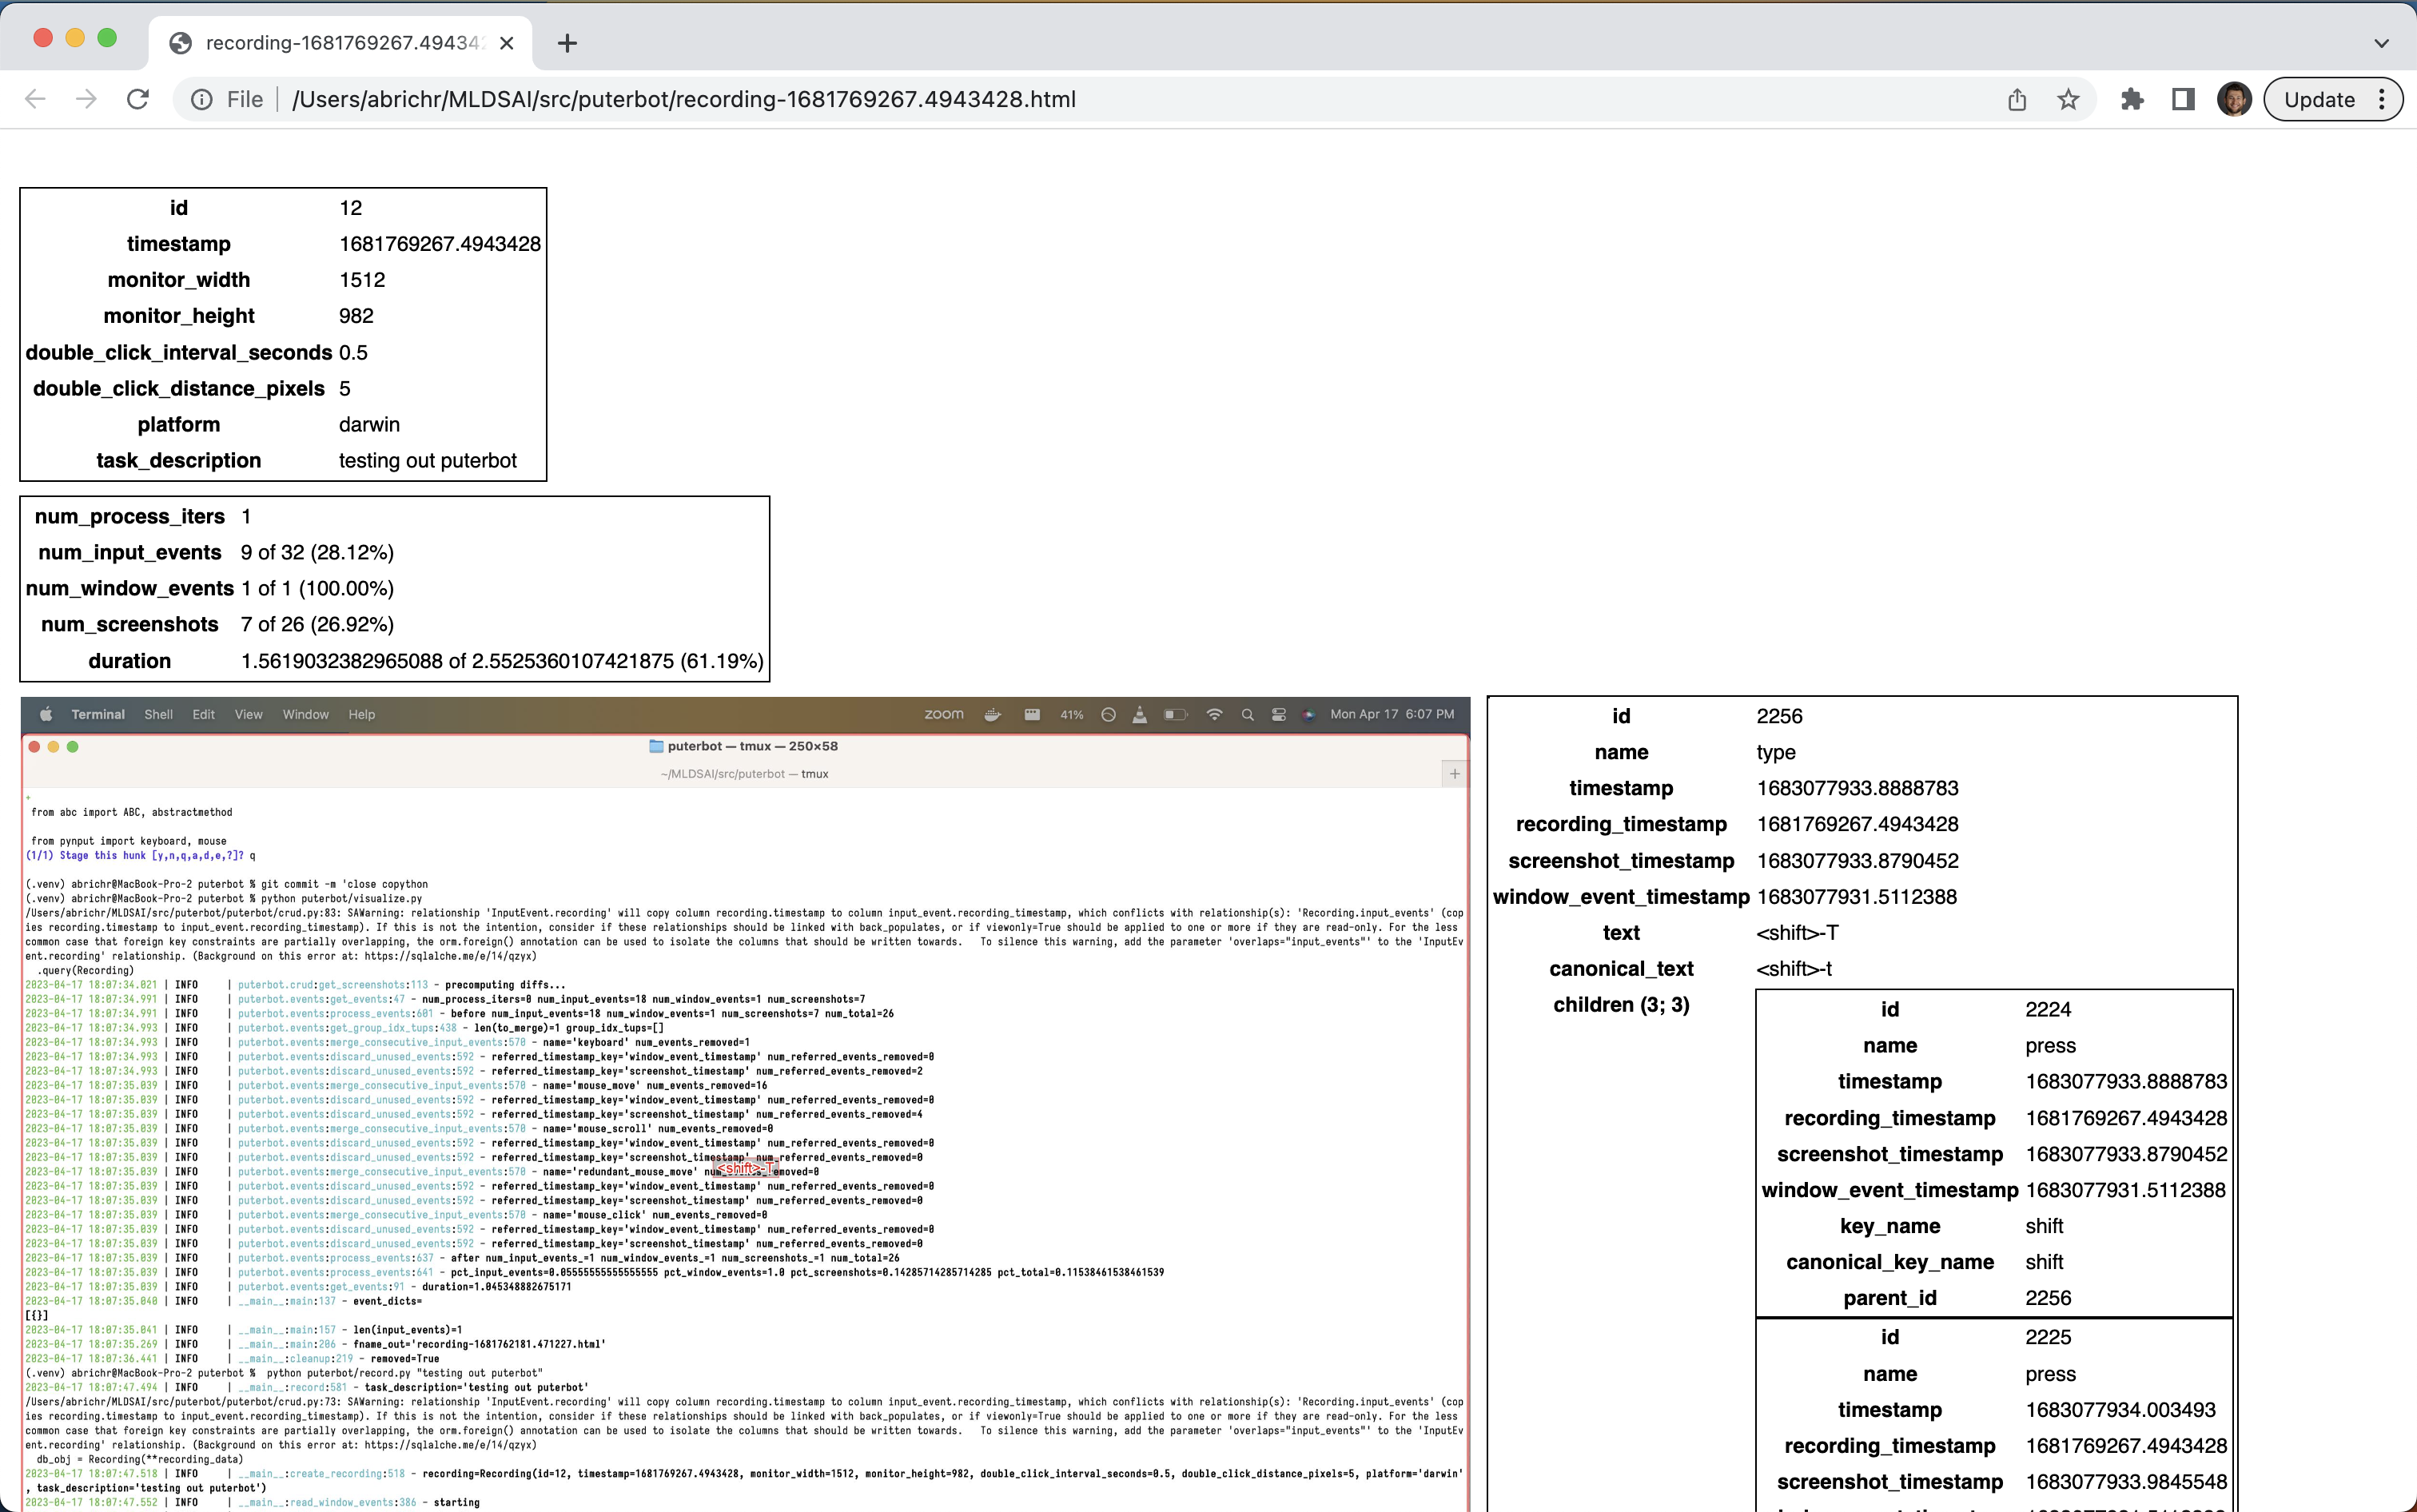 recording-1681769267.49434
File
/Users/abrichr/MLDSAI/src/puterbot/recording-1681769267.4943428.html
Update
id 12
timestamp 1681769267.4943428
monitor_width 1512
monitor_height 982
double_click_interval_seconds 0.5
double_click_distance_pixels 5
platform darwin
task_description testing out puterbot
num_process_iters 1
num_input_events 9 of 32 (28.12%)
num_window_events 1 of 1 (100.00%)
num_screenshots 7 of 26 (26.92%)
duration 1.5619032382965088 of 2.5525360107421875 (61.19%)
Terminal Shell Edit View Window Help zoom 41% Mon Apr 17 6:07 PM
puterbot — tmux — 250×58
~/MLDSAI/src/puterbot — tmux
+
from abc import ABC, abstractmethod
from pynput import keyboard, mouse
(1/1) Stage this hunk [y,n,q,a,d,e,?]? q
(.venv) abrichr@MacBook-Pro-2 puterbot % git commit -m 'close copython
(.venv) abrichr@MacBook-Pro-2 puterbot % python puterbot/visualize.py
/Users/abrichr/MLDSAI/src/puterbot/puterbot/crud.py:83: SAWarning: relationship 'InputEvent.recording' will copy column recording.timestamp to column input_event.recording_timestamp, which conflicts with relationship(s): 'Recording.input_events' (cop
ies recording.timestamp to input_event.recording_timestamp). If this is not the intention, consider if these relationships should be linked with back_populates, or if viewonly=True should be applied to one or more if they are read-only. For the less
common case that foreign key constraints are partially overlapping, the orm.foreign() annotation can be used to isolate the columns that should be written towards.   To silence this warning, add the parameter 'overlaps="input_events"' to the 'InputEv
ent.recording' relationship. (Background on this error at: https://sqlalche.me/e/14/qzyx)
.query(Recording)
2023-04-17 18:07:34.021 | INFO | puterbot.crud:get_screenshots:113 - precomputing diffs...
2023-04-17 18:07:34.991 | INFO | puterbot.events:get_events:47 - num_process_iters=0 num_input_events=18 num_window_events=1 num_screenshots=7
2023-04-17 18:07:34.991 | INFO | puterbot.events:process_events:601 - before num_input_events=18 num_window_events=1 num_screenshots=7 num_total=26
2023-04-17 18:07:34.993 | INFO | puterbot.events:get_group_idx_tups:438 - len(to_merge)=1 group_idx_tups=[]
2023-04-17 18:07:34.993 | INFO | puterbot.events:merge_consecutive_input_events:570 - name='keyboard' num_events_removed=1
2023-04-17 18:07:34.993 | INFO | puterbot.events:discard_unused_events:592 - referred_timestamp_key='window_event_timestamp' num_referred_events_removed=0
2023-04-17 18:07:34.993 | INFO | puterbot.events:discard_unused_events:592 - referred_timestamp_key='screenshot_timestamp' num_referred_events_removed=2
2023-04-17 18:07:35.039 | INFO | puterbot.events:merge_consecutive_input_events:570 - name='mouse_move' num_events_removed=16
2023-04-17 18:07:35.039 | INFO | puterbot.events:discard_unused_events:592 - referred_timestamp_key='window_event_timestamp' num_referred_events_removed=0
2023-04-17 18:07:35.039 | INFO | puterbot.events:discard_unused_events:592 - referred_timestamp_key='screenshot_timestamp' num_referred_events_removed=4
2023-04-17 18:07:35.039 | INFO | puterbot.events:merge_consecutive_input_events:570 - name='mouse_scroll' num_events_removed=0
2023-04-17 18:07:35.039 | INFO | puterbot.events:discard_unused_events:592 - referred_timestamp_key='window_event_timestamp' num_referred_events_removed=0
2023-04-17 18:07:35.039 | INFO | puterbot.events:discard_unused_events:592 - referred_timestamp_key='screenshot_timestamp' num_referred_events_removed=0
<shift>-T
2023-04-17 18:07:35.039 | INFO | puterbot.events:merge_consecutive_input_events:570 - name='redundant_mouse_move'
2023-04-17 18:07:35.039 | INFO | puterbot.events:discard_unused_events:592 - referred_timestamp_key='window_event_timestamp' num_referred_events_removed=0
2023-04-17 18:07:35.039 | INFO | puterbot.events:discard_unused_events:592 - referred_timestamp_key='screenshot_timestamp' num_referred_events_removed=0
2023-04-17 18:07:35.039 | INFO | puterbot.events:merge_consecutive_input_events:570 - name='mouse_click' num_events_removed=0
2023-04-17 18:07:35.039 | INFO | puterbot.events:discard_unused_events:592 - referred_timestamp_key='window_event_timestamp' num_referred_events_removed=0
2023-04-17 18:07:35.039 | INFO | puterbot.events:discard_unused_events:592 - referred_timestamp_key='screenshot_timestamp' num_referred_events_removed=0
2023-04-17 18:07:35.039 | INFO | puterbot.events:process_events:637 - after num_input_events_=1 num_window_events_=1 num_screenshots_=1 num_total=26
2023-04-17 18:07:35.039 | INFO | puterbot.events:process_events:641 - pct_input_events=0.05555555555555555 pct_window_events=1.0 pct_screenshots=0.14285714285714285 pct_total=0.11538461538461539
2023-04-17 18:07:35.039 | INFO | puterbot.events:get_events:91 - duration=1.045348882675171
2023-04-17 18:07:35.040 | INFO | __main__:main:137 - event_dicts=
[{}]
2023-04-17 18:07:35.041 | INFO | __main__:main:157 - len(input_events)=1
2023-04-17 18:07:35.269 | INFO | __main__:main:206 - fname_out='recording-1681762181.471227.html'
2023-04-17 18:07:36.441 | INFO | __main__:cleanup:219 - removed=True
(.venv) abrichr@MacBook-Pro-2 puterbot %  python puterbot/record.py "testing out puterbot"
2023-04-17 18:07:47.494 | INFO | __main__:record:581 - task_description='testing out puterbot'
/Users/abrichr/MLDSAI/src/puterbot/puterbot/crud.py:73: SAWarning: relationship 'InputEvent.recording' will copy column recording.timestamp to column input_event.recording_timestamp, which conflicts with relationship(s): 'Recording.input_events' (cop
ies recording.timestamp to input_event.recording_timestamp). If this is not the intention, consider if these relationships should be linked with back_populates, or if viewonly=True should be applied to one or more if they are read-only. For the less
common case that foreign key constraints are partially overlapping, the orm.foreign() annotation can be used to isolate the columns that should be written towards.   To silence this warning, add the parameter 'overlaps="input_events"' to the 'InputEv
ent.recording' relationship. (Background on this error at: https://sqlalche.me/e/14/qzyx)
db_obj = Recording(**recording_data)
2023-04-17 18:07:47.518 | INFO | __main__:create_recording:518 - recording=Recording(id=12, timestamp=1681769267.4943428, monitor_width=1512, monitor_height=982, double_click_interval_seconds=0.5, double_click_distance_pixels=5, platform='darwin'
, task_description='testing out puterbot')
2023-04-17 18:07:47.552 | INFO | __main__:read_window_events:386 - starting
id 2256
name type
timestamp 1683077933.8888783
recording_timestamp 1681769267.4943428
screenshot_timestamp 1683077933.8790452
window_event_timestamp 1683077931.5112388
text <shift>-T
canonical_text <shift>-t
children (3; 3)
id 2224
name press
timestamp 1683077933.8888783
recording_timestamp 1681769267.4943428
screenshot_timestamp 1683077933.8790452
window_event_timestamp 1683077931.5112388
key_name shift
canonical_key_name shift
parent_id 2256
id 2225
name press
timestamp 1683077934.003493
recording_timestamp 1681769267.4943428
screenshot_timestamp 1683077933.9845548